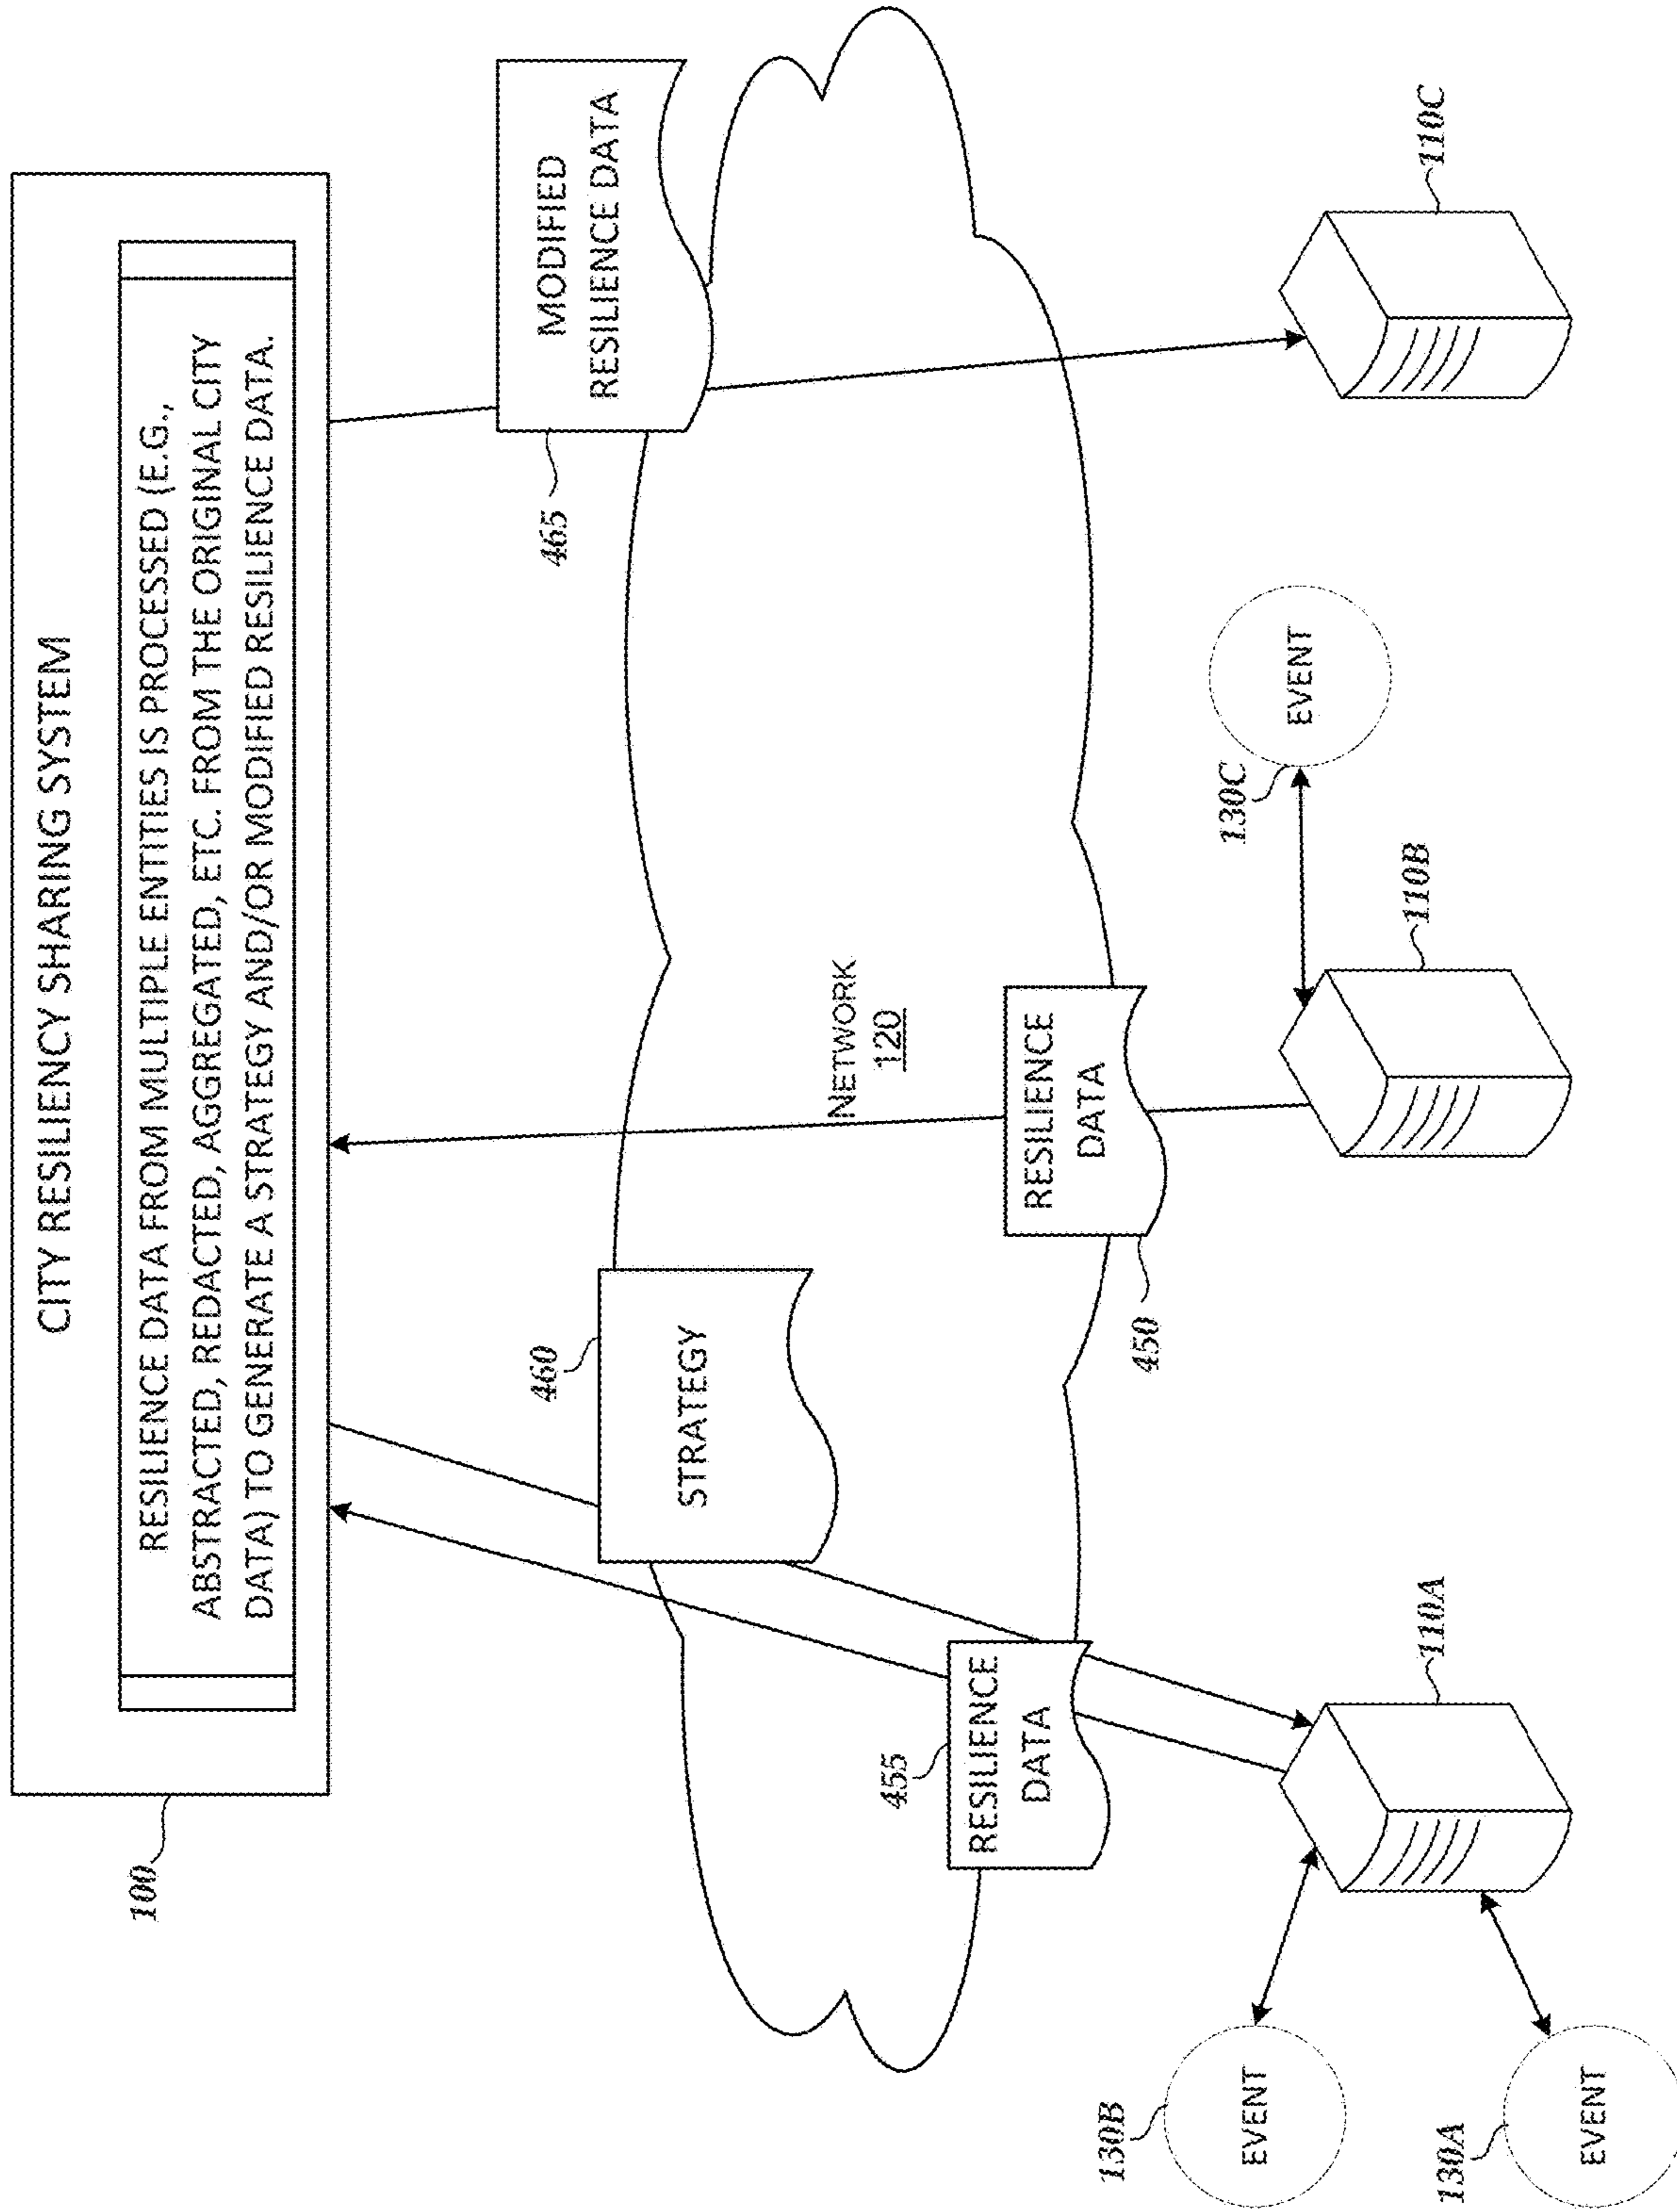 CITY RESILIENCY SHARING SYSTEM
RESILIENCE DATA FROM MULTIPLE ENTITIES IS PROCESSED (E.G.,
ABSTRACTED, REDACTED, AGGREGATED, ETC. FROM THE ORIGINAL CITY
DATA) TO GENERATE A STRATEGY AND/OR MODIFIED RESILIENCE DATA.
100
460
STRATEGY
465
MODIFIED
RESILIENCE DATA
NETWORK
120
455
RESILIENCE
DATA
450
RESILIENCE
DATA
130B
EVENT
130A
EVENT
110A
110B
130C
EVENT
110C